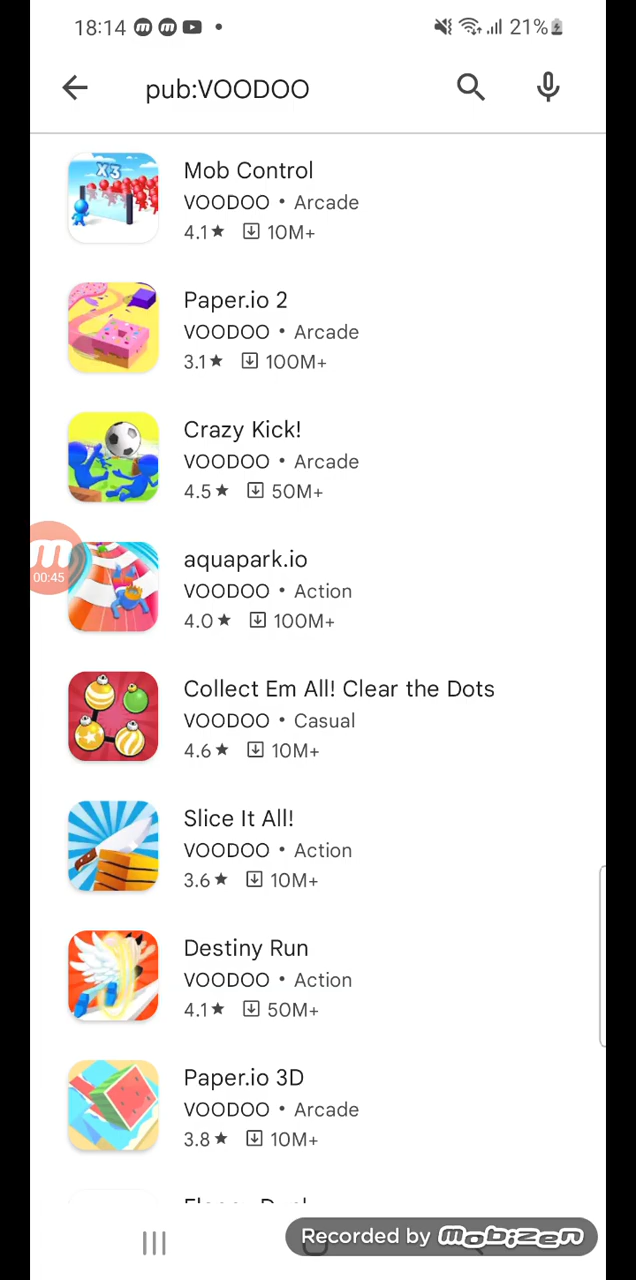 18:14 21%
pub:VOODOO
X3
Mob Control
VOODOO • Arcade
4.1★ 10M+
Paper.io 2
VOODOO • Arcade
3.1★ 100M+
Crazy Kick!
VOODOO • Arcade
4.5★ 50M+
m
00:45
aquapark.io
VOODOO • Action
4.0★ 100M+
Collect Em All! Clear the Dots
VOODOO • Casual
4.6★ 10M+
Slice It All!
VOODOO • Action
3.6★ 10M+
Destiny Run
VOODOO • Action
4.1★ 50M+
Paper.io 3D
VOODOO • Arcade
3.8★ 10M+
Recorded by mobizen